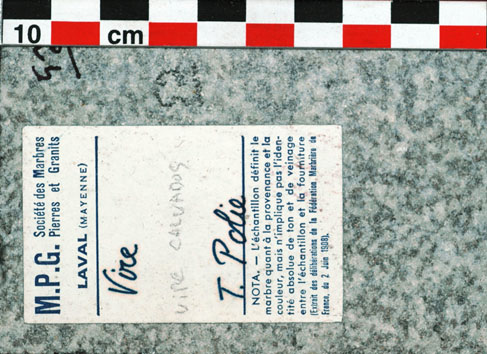 10 cm
M.P.G. Société des Marbres
Pierres et Granits
LAVAL (MAYENNE)
Vire
VIRE CALVADOS
T. Polie
NOTA. — L'échantillon définit le
marbre quant à la provenance et la
couleur, mais n'implique pas l'iden-
tité absolue de ton et de veinage
entre l'échantillon et la fourniture
(Extrait des délibérations de la Fédération. Marbrière de
France, du 2 Juin 1908).